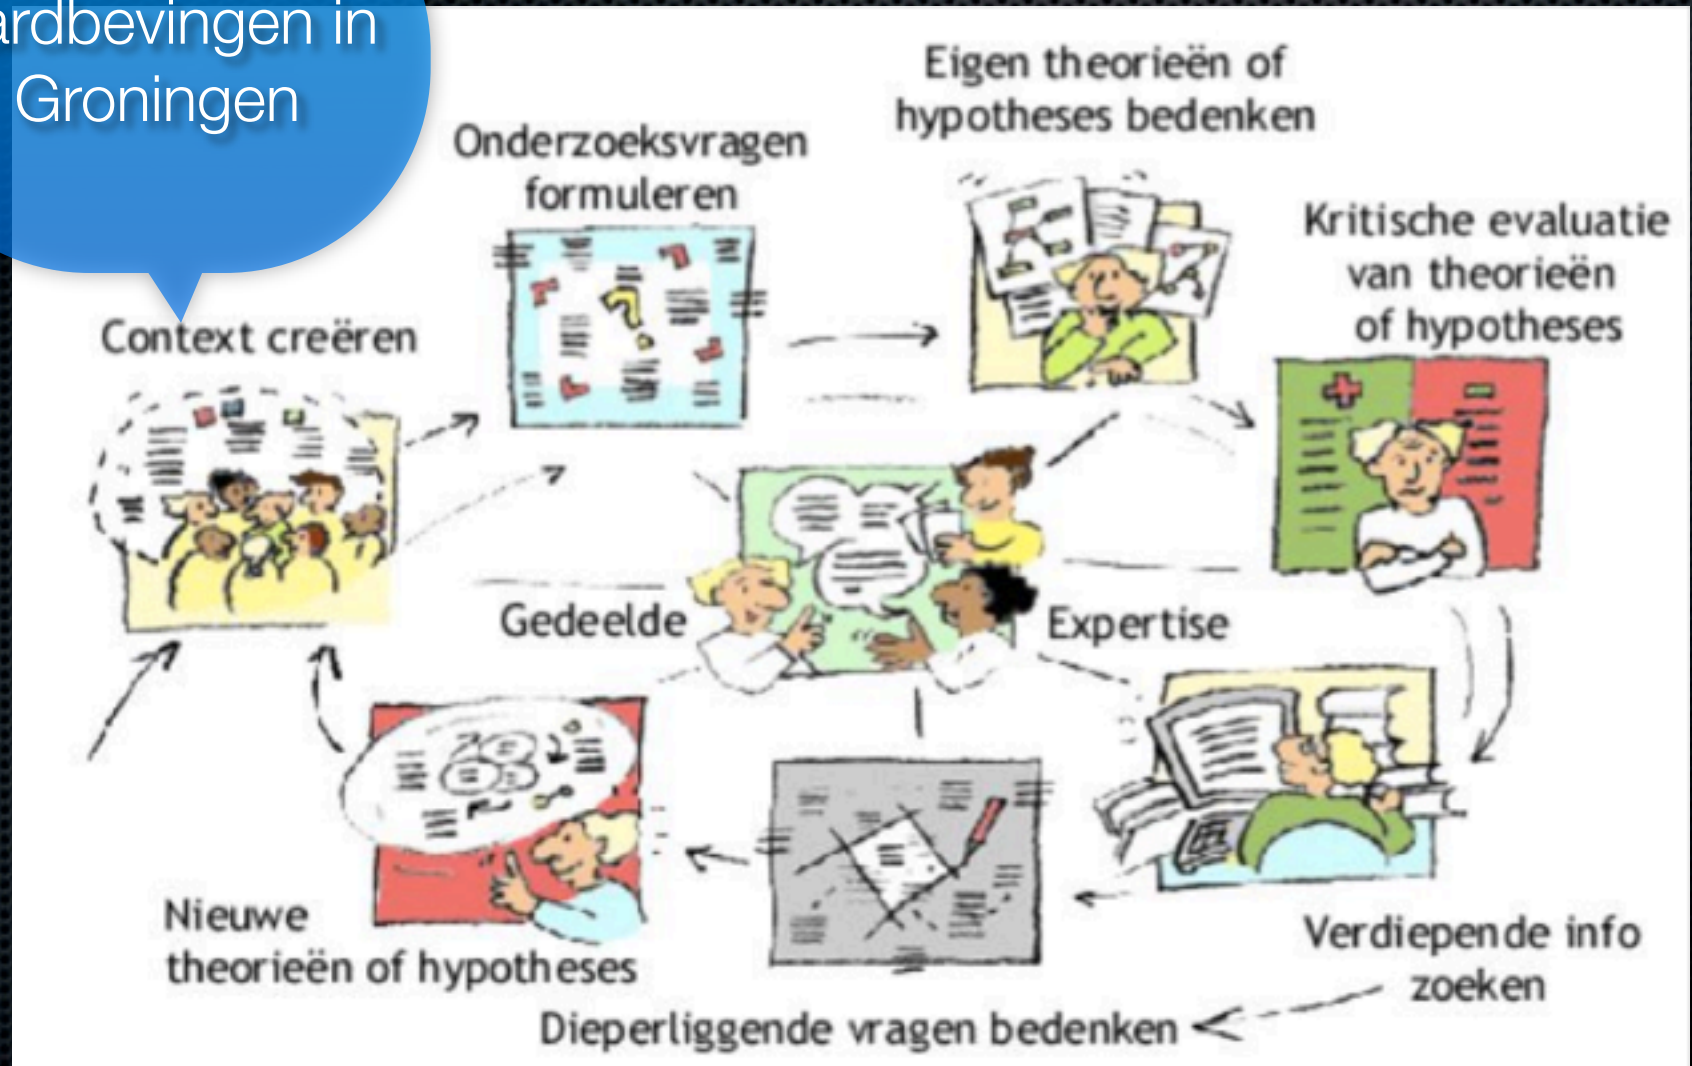 ardbevingen in
Groningen
Eigen theorieën of
hypotheses bedenken
Onderzoeksvragen
formuleren
Kritische evaluatie
van theorieën
of hypotheses
Context creëren
Gedeelde
Expertise
Nieuwe
theorieën of hypotheses
Verdiepende info
zoeken
Dieperliggende vragen bedenken